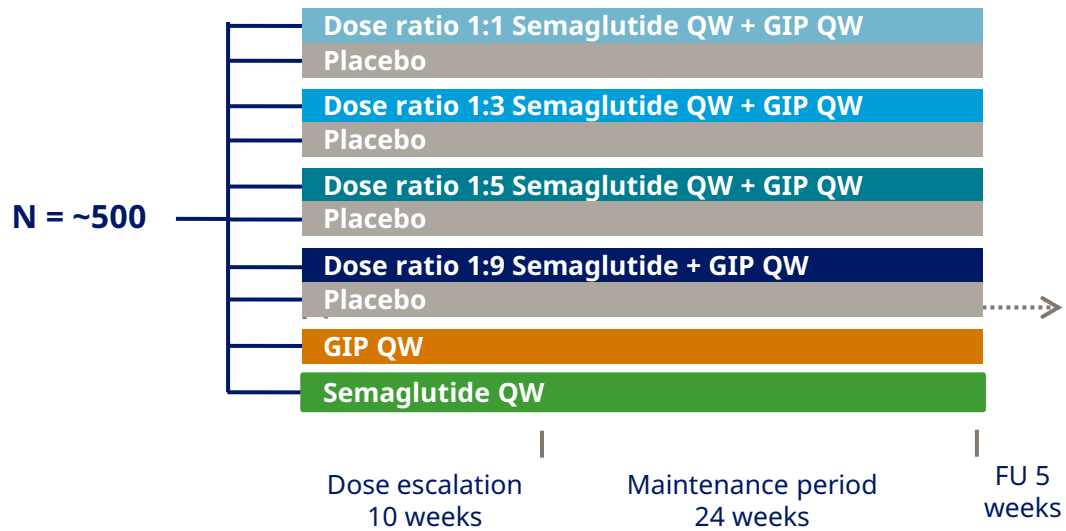 Dose ratio 1:1 Semaglutide QW + GIP QW
Placebo
Dose ratio 1:3 Semaglutide QW + GIP QW
Placebo
Dose ratio 1:5 Semaglutide QW + GIP QW
Placebo
N = ~500
Dose ratio 1:9 Semaglutide + GIP QW
Placebo
GIP QW
Semaglutide QW
Dose escalation
10 weeks
Maintenance period
24 weeks
FU 5
weeks